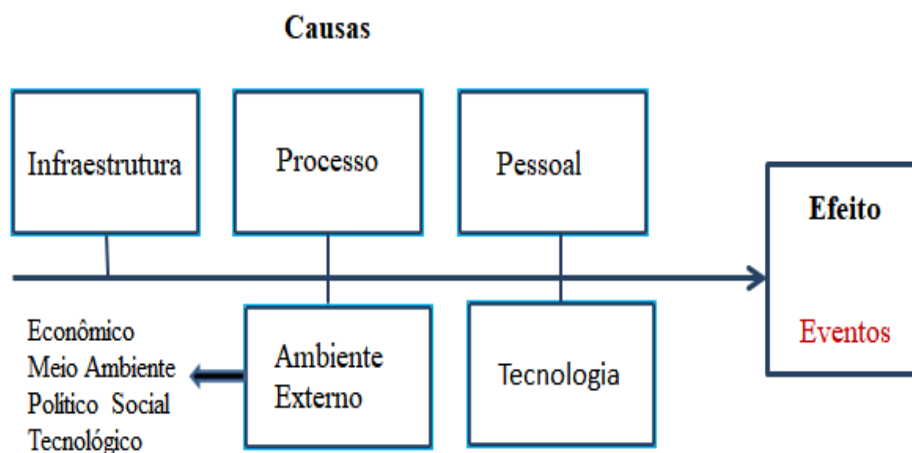 Causas
Infraestrutura
Processo
Pessoal
Efeito
Eventos
Econômico
Meio Ambiente
Político Social
Tecnológico
Ambiente
Externo
Tecnologia